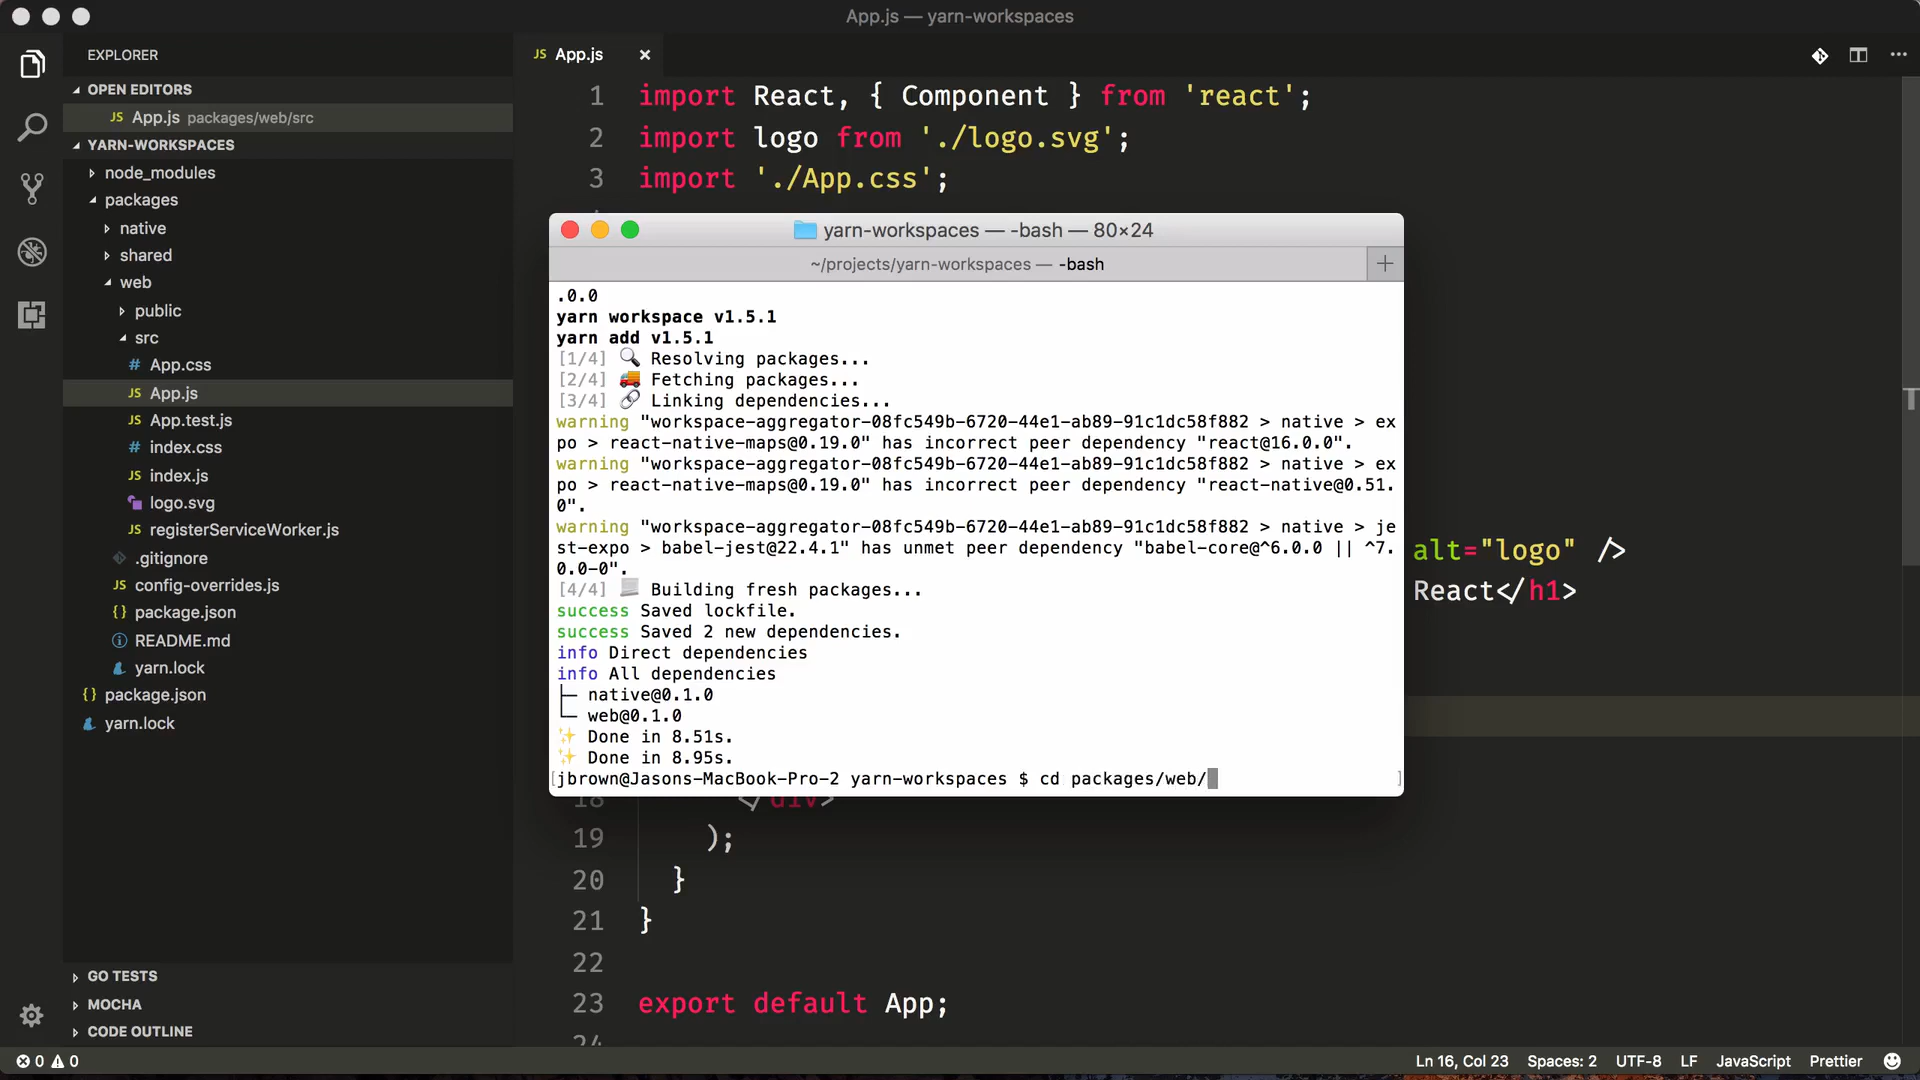 App.js — yarn-workspaces
EXPLORER
OPEN EDITORS
JS App.js packages/web/src
YARN-WORKSPACES
node_modules
packages
native
shared
web
public
src
# App.css
JS App.js
JS App.test.js
# index.css
JS index.js
logo.svg
JS registerServiceWorker.js
.gitignore
JS config-overrides.js
{} package.json
README.md
yarn.lock
{} package.json
yarn.lock
GO TESTS
MOCHA
CODE OUTLINE
JS App.js ×
1 import React, { Component } from 'react';
2 import logo from './logo.svg';
3 import './App.css';
alt="logo" />
React</h1>
18 </div>
19 );
20 }
21 }
22
23 export default App;
24
yarn-workspaces — -bash — 80×24
~/projects/yarn-workspaces — -bash
.0.0
yarn workspace v1.5.1
yarn add v1.5.1
[1/4] 🔍 Resolving packages...
[2/4] 🚚 Fetching packages...
[3/4] 🔗 Linking dependencies...
warning "workspace-aggregator-08fc549b-6720-44e1-ab89-91c1dc58f882 > native > ex
po > react-native-maps@0.19.0" has incorrect peer dependency "react@16.0.0".
warning "workspace-aggregator-08fc549b-6720-44e1-ab89-91c1dc58f882 > native > ex
po > react-native-maps@0.19.0" has incorrect peer dependency "react-native@0.51.
0".
warning "workspace-aggregator-08fc549b-6720-44e1-ab89-91c1dc58f882 > native > je
st-expo > babel-jest@22.4.1" has unmet peer dependency "babel-core@^6.0.0 || ^7.
0.0-0".
[4/4] 📃 Building fresh packages...
success Saved lockfile.
success Saved 2 new dependencies.
info Direct dependencies
info All dependencies
├─ native@0.1.0
└─ web@0.1.0
✨ Done in 8.51s.
✨ Done in 8.95s.
[jbrown@Jasons-MacBook-Pro-2 yarn-workspaces $ cd packages/web/ ]
0 0
Ln 16, Col 23 Spaces: 2 UTF-8 LF JavaScript Prettier